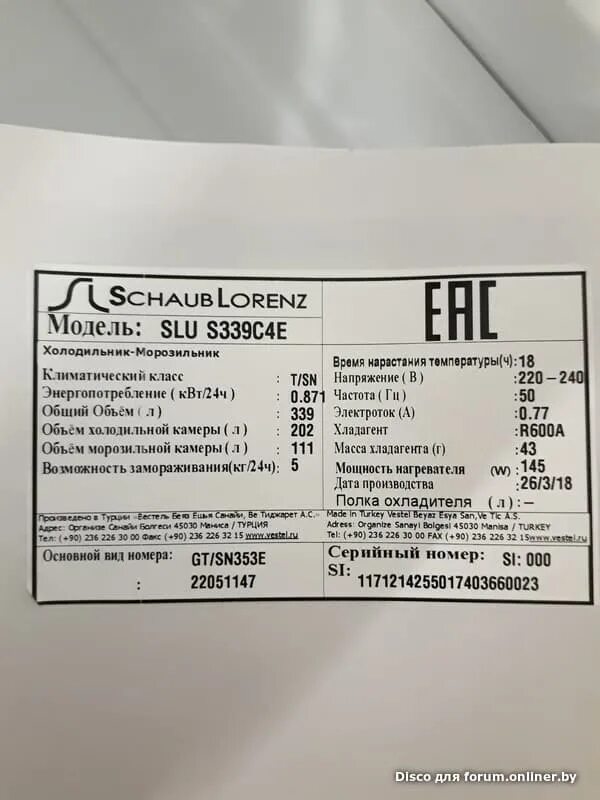 SL SCHAUB LORENZ
Модель: SLU S339C4E
Холодильник-Морозильник
Климатический класс : T/SN
Энергопотребление ( кВт/24ч ) : 0.871
Общий Объём ( л ) : 339
Объём холодильной камеры ( л ) : 202
Объём морозильной камеры ( л ) : 111
Возможность замораживания(кг/24ч): 5
EAC
Время нарастания температуры(ч):18
Напряжение ( В ) :220 – 240
Частота ( Гц ) :50
Электроток (А) :0.77
Хладагент :R600A
Масса хладагента (г) :43
Мощность нагревателя (W) :145
Дата производства :26/3/18
Полка охладителя ( л ) : –
Произведено в Турции «Вестель Беяз Ешья Санайи, Ве Тиджарет А.С.»
Адрес: Организе Санайи Болгеси 45030 Маниса / ТУРЦИЯ
Тел: (+90) 236 226 30 00 Факс (+90) 236 226 32 15 www.vestel.ru
Made In Turkey Vestel Beyaz Esya San,Ve Tic A.S.
Adress: Organize Sanayi Bolgesi 45030 Manisa / TURKEY
Tel: (+90) 236 226 30 00 FAX (+90) 236 226 32 15www.vestel.ru
Основной вид номера: GT/SN353E
: 22051147
Серийный номер: SI: 000
SI: 1171214255017403660023
Disco для forum.onliner.by